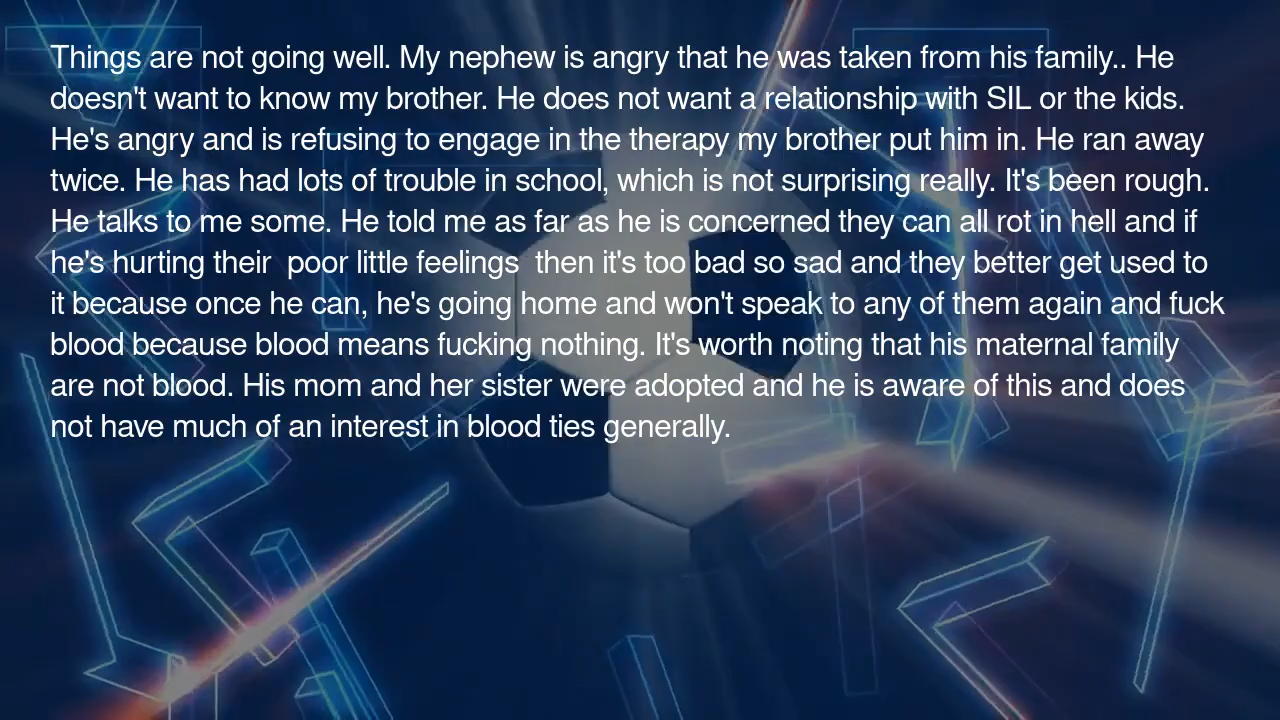 Things are not going well. My nephew is angry that he was taken from his family.. He
doesn't want to know my brother. He does not want a relationship with SIL or the kids.
He's angry and is refusing to engage in the therapy my brother put him in. He ran away
twice. He has had lots of trouble in school, which is not surprising really. It's been rough.
He talks to me some. He told me as far as he is concerned they can all rot in hell and if
he's hurting their  poor little feelings  then it's too bad so sad and they better get used to
it because once he can, he's going home and won't speak to any of them again and fuck
blood because blood means fucking nothing. It's worth noting that his maternal family
are not blood. His mom and her sister were adopted and he is aware of this and does
not have much of an interest in blood ties generally.